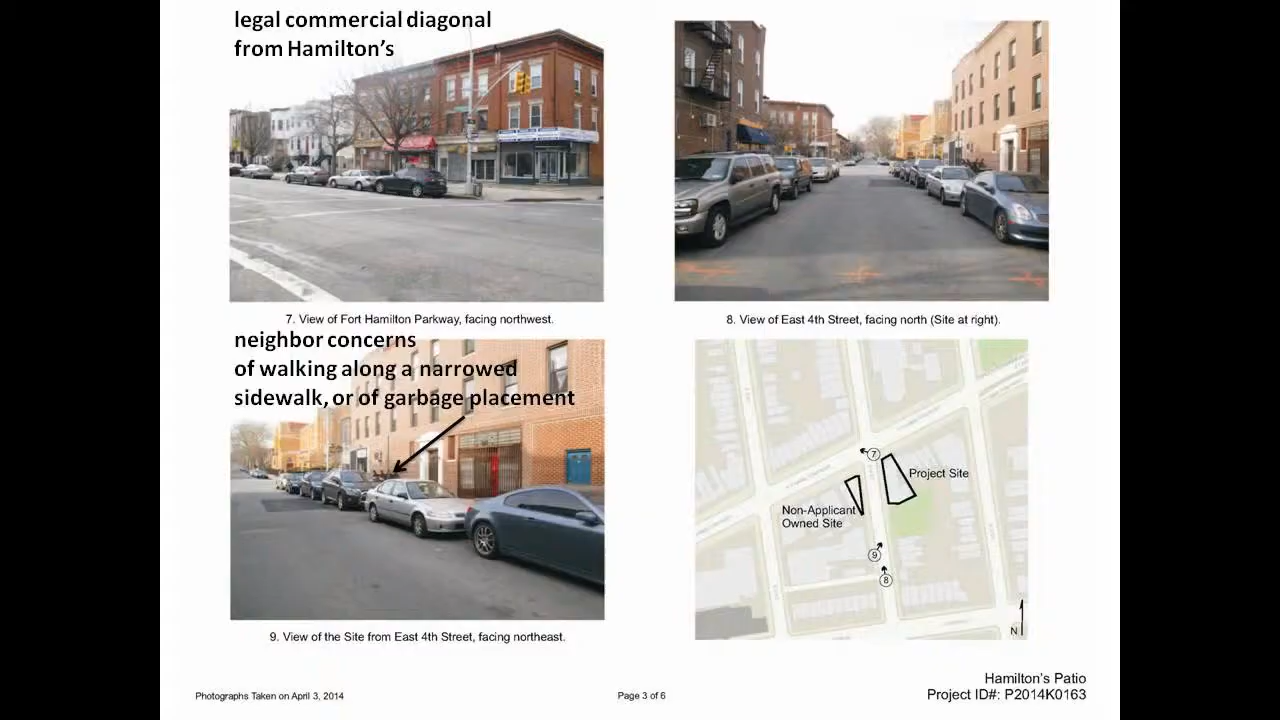 legal commercial diagonal
from Hamilton's
7. View of Fort Hamilton Parkway, facing northwest.
8. View of East 4th Street, facing north (Site at right).
neighbor concerns
of walking along a narrowed
sidewalk, or of garbage placement
9. View of the Site from East 4th Street, facing northeast.
7
Project Site
Non-Applicant
Owned Site
9
8
N
Photographs Taken on April 3, 2014
Page 3 of 6
Hamilton's Patio
Project ID#: P2014K0163